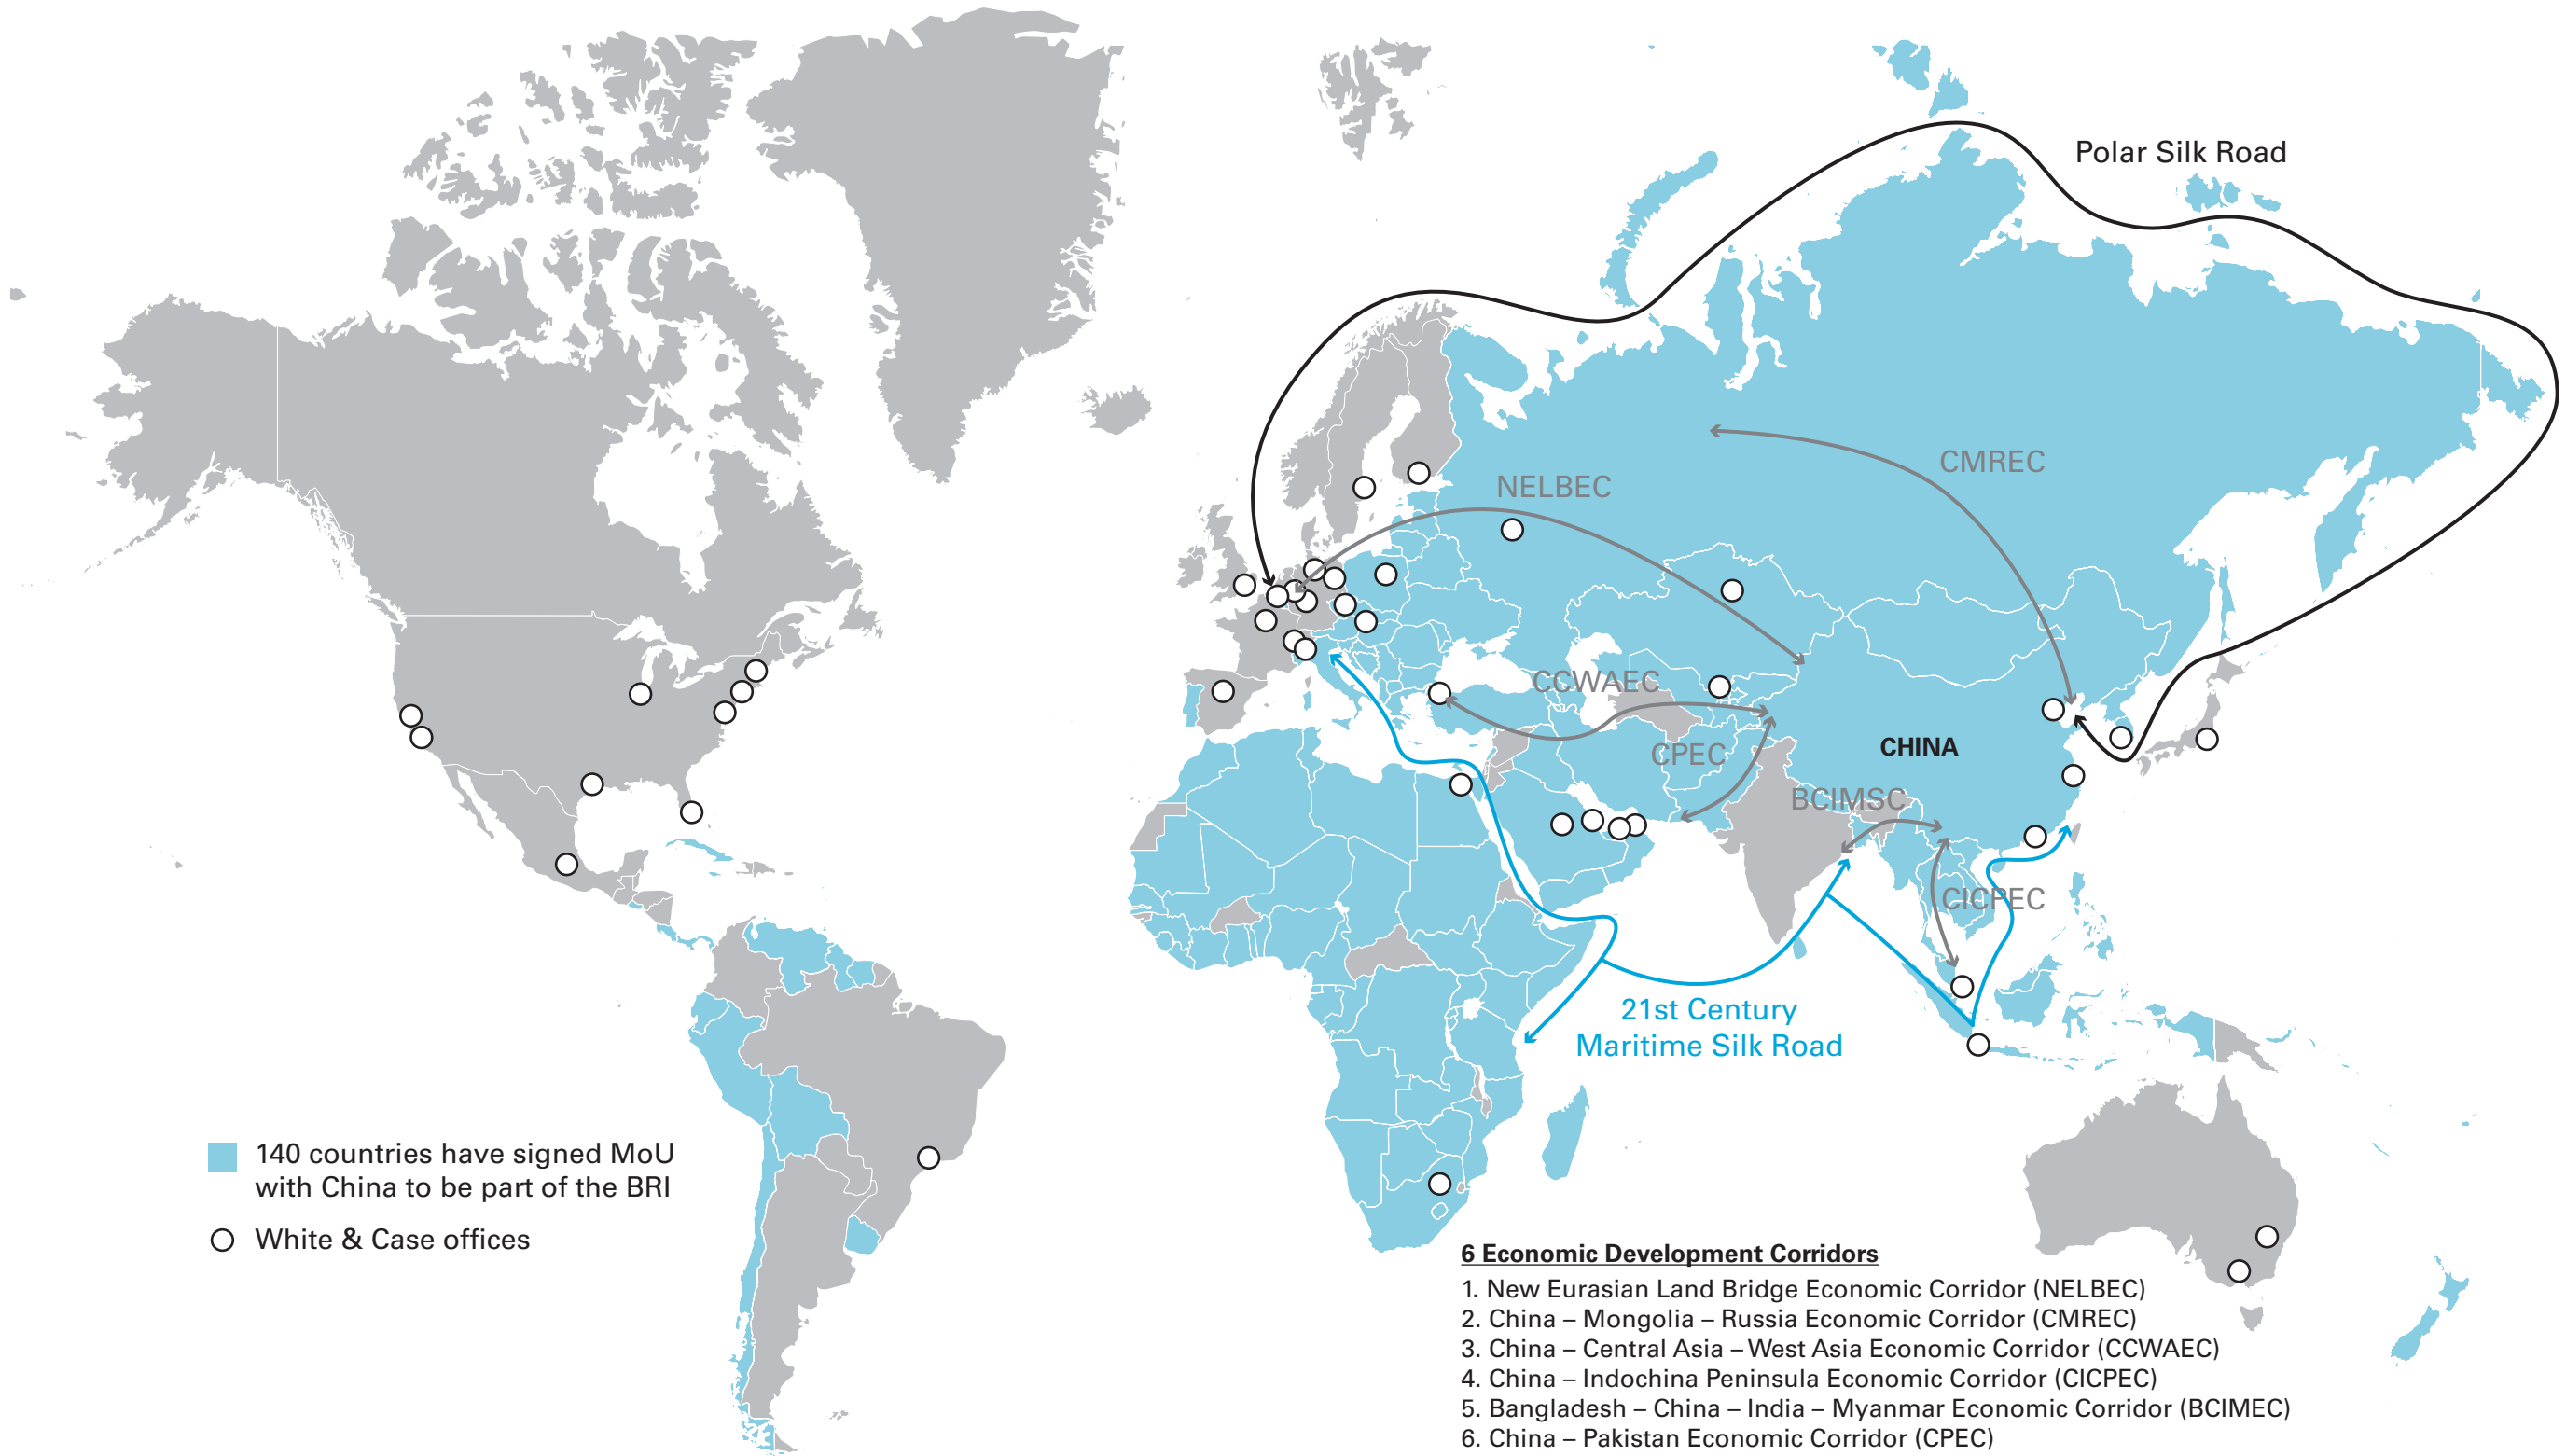 Polar Silk Road
CMREC
NELBEC
CCWAEC
CPEC
CHINA
BCIMSC
CICPEC
21st Century
Maritime Silk Road
140 countries have signed MoU
with China to be part of the BRI
White & Case offices
6 Economic Development Corridors
1. New Eurasian Land Bridge Economic Corridor (NELBEC)
2. China – Mongolia – Russia Economic Corridor (CMREC)
3. China – Central Asia – West Asia Economic Corridor (CCWAEC)
4. China – Indochina Peninsula Economic Corridor (CICPEC)
5. Bangladesh – China – India – Myanmar Economic Corridor (BCIMEC)
6. China – Pakistan Economic Corridor (CPEC)